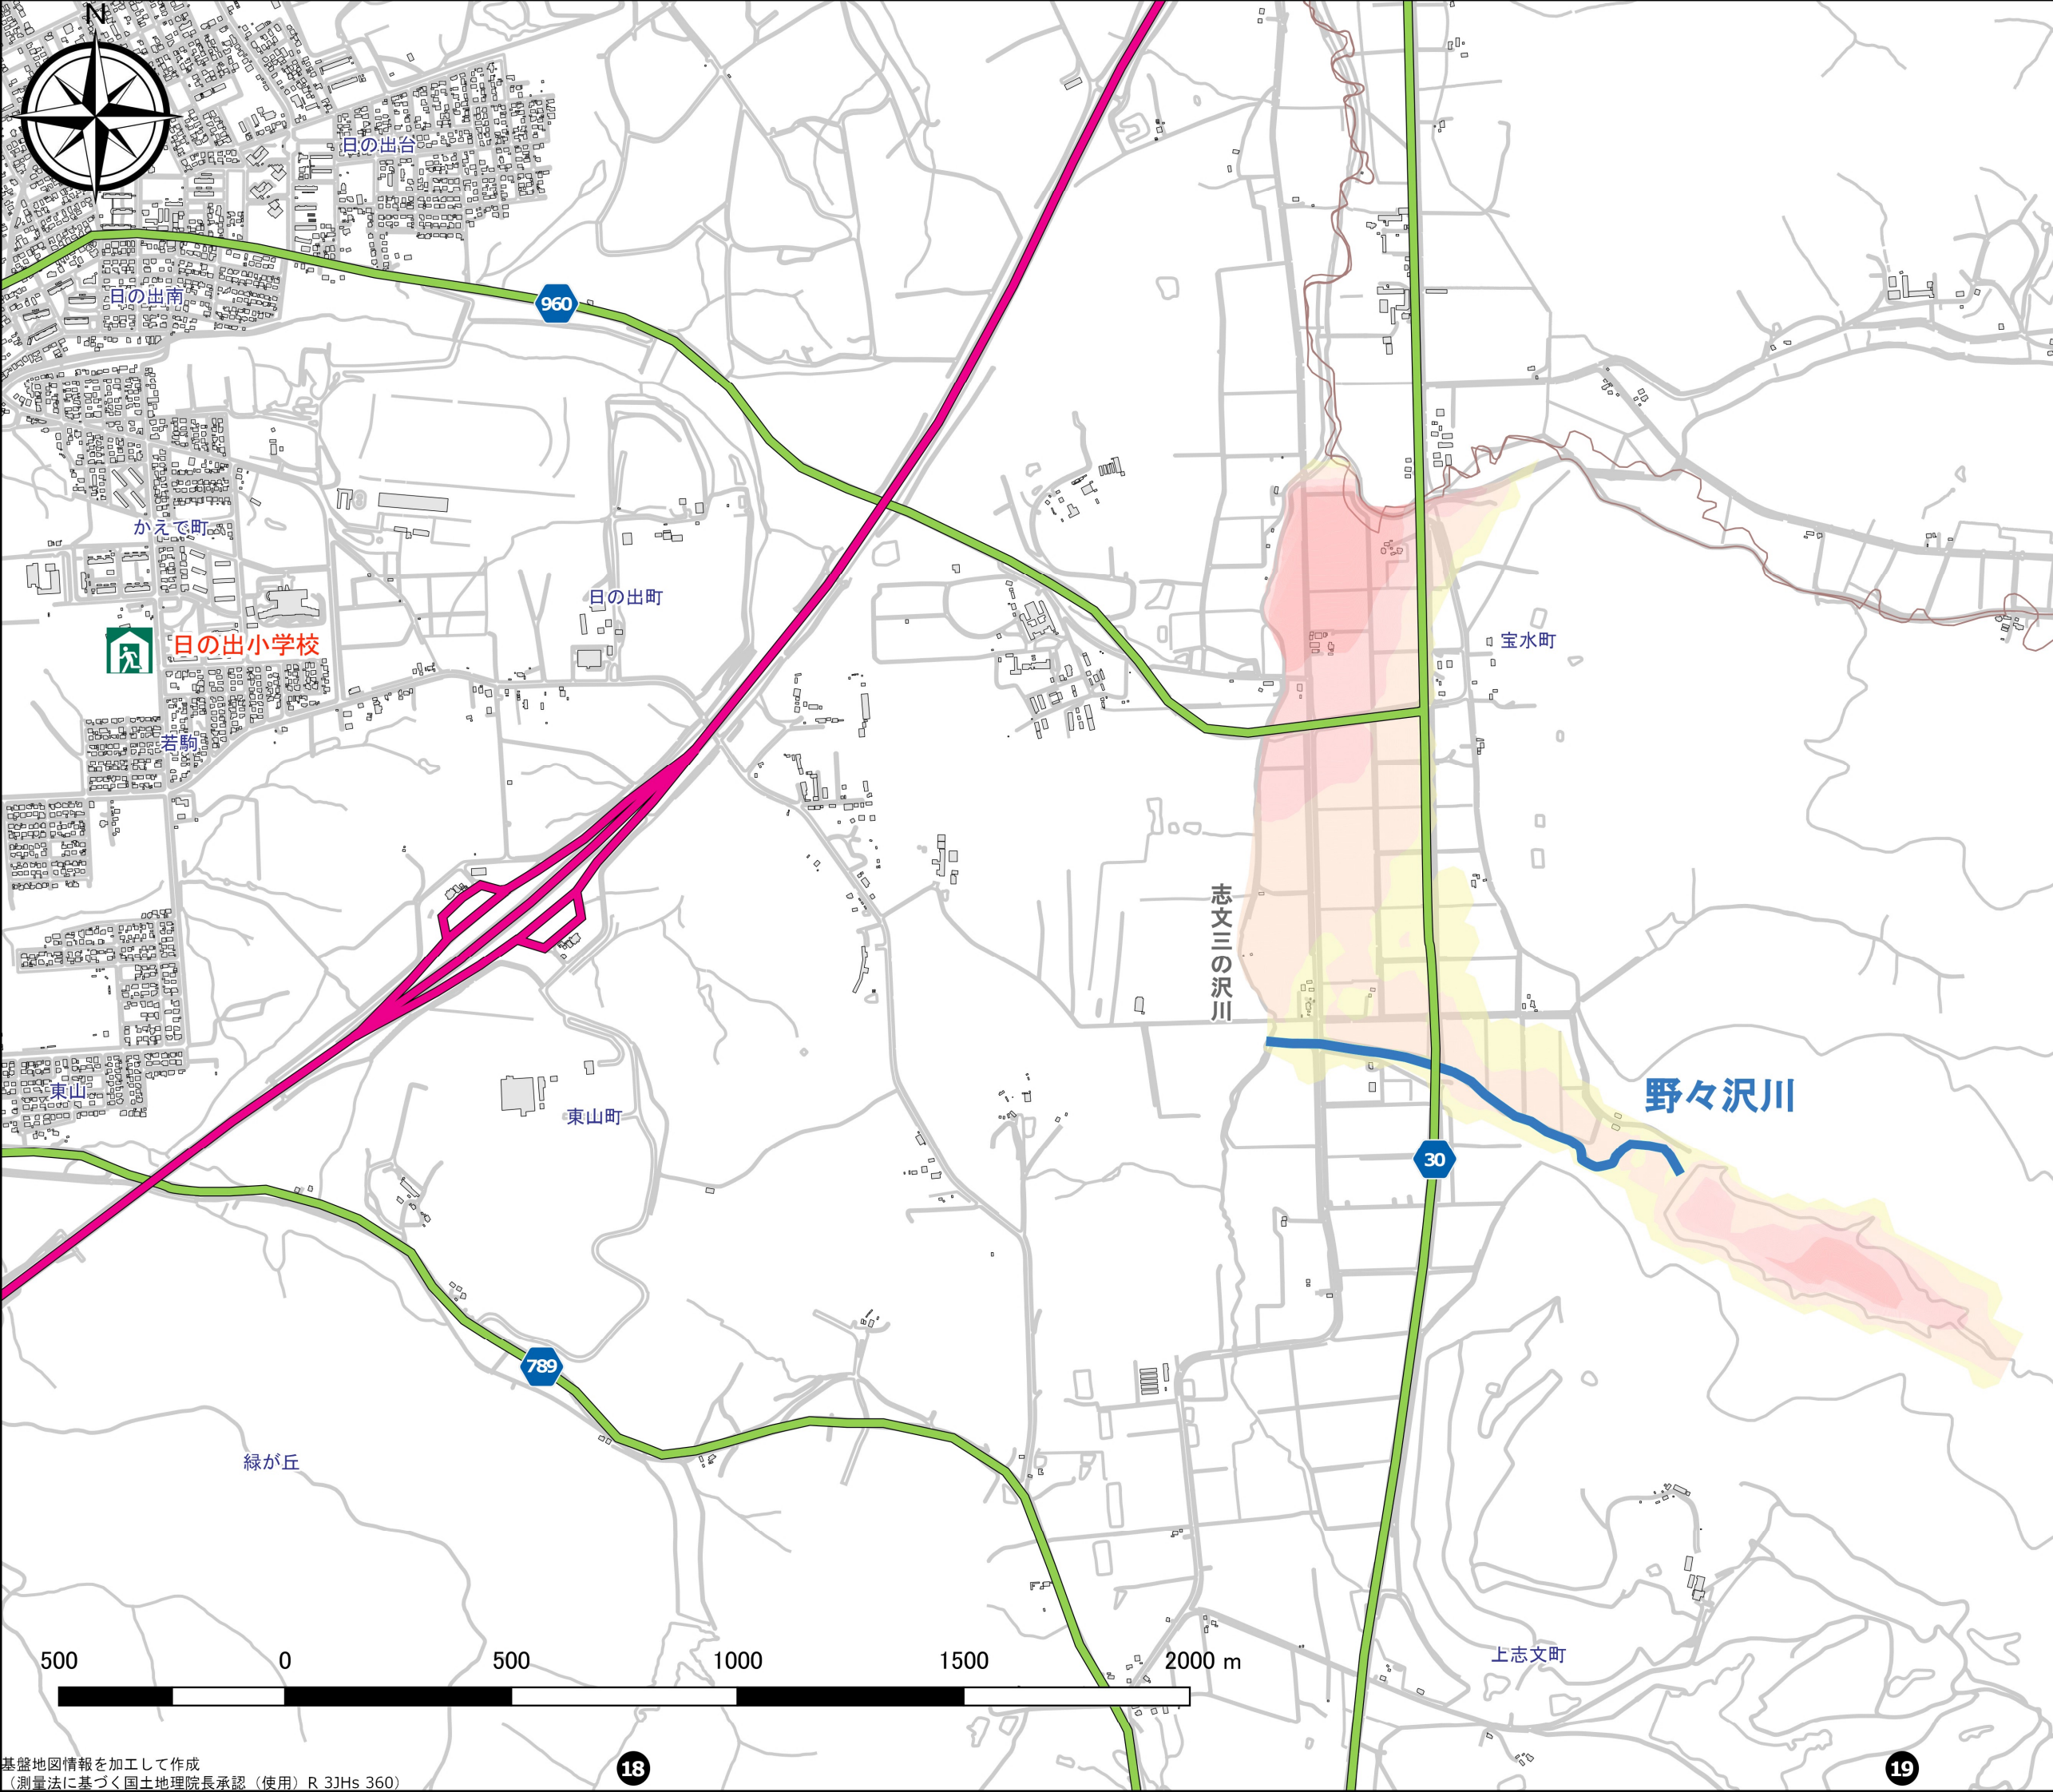 N
日の出台
日の出南
960
かえで町
日の出町
日の出小学校
宝水町
若駒
志文三の沢川
東山
東山町
野々沢川
30
789
緑が丘
上志文町
500 0 500 1000 1500 2000 m
基盤地図情報を加工して作成
（測量法に基づく国土地理院長承認（使用）R 3JHs 360）
18
19